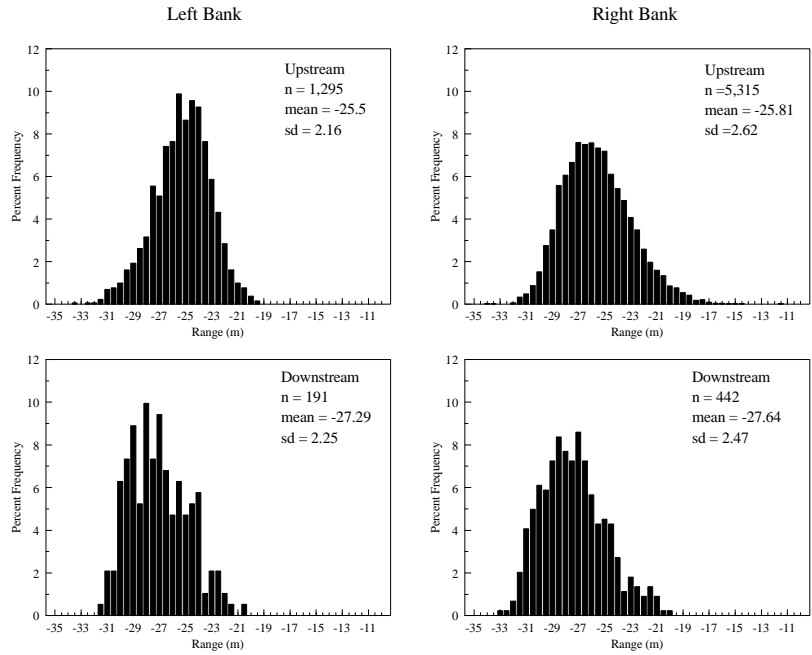 Left Bank
Right Bank
12
10
8
6
4
2
0
Percent Frequency
Upstream
n = 1,295
mean = -25.5
sd = 2.16
-35 -33 -31 -29 -27 -25 -23 -21 -19 -17 -15 -13 -11
Range (m)
12
10
8
6
4
2
0
Percent Frequency
Upstream
n =5,315
mean = -25.81
sd =2.62
-35 -33 -31 -29 -27 -25 -23 -21 -19 -17 -15 -13 -11
Range (m)
12
10
8
6
4
2
0
Percent Frequency
Downstream
n = 191
mean = -27.29
sd = 2.25
-35 -33 -31 -29 -27 -25 -23 -21 -19 -17 -15 -13 -11
Range (m)
12
10
8
6
4
2
0
Percent Frequency
Downstream
n = 442
mean = -27.64
sd = 2.47
-35 -33 -31 -29 -27 -25 -23 -21 -19 -17 -15 -13 -11
Range (m)